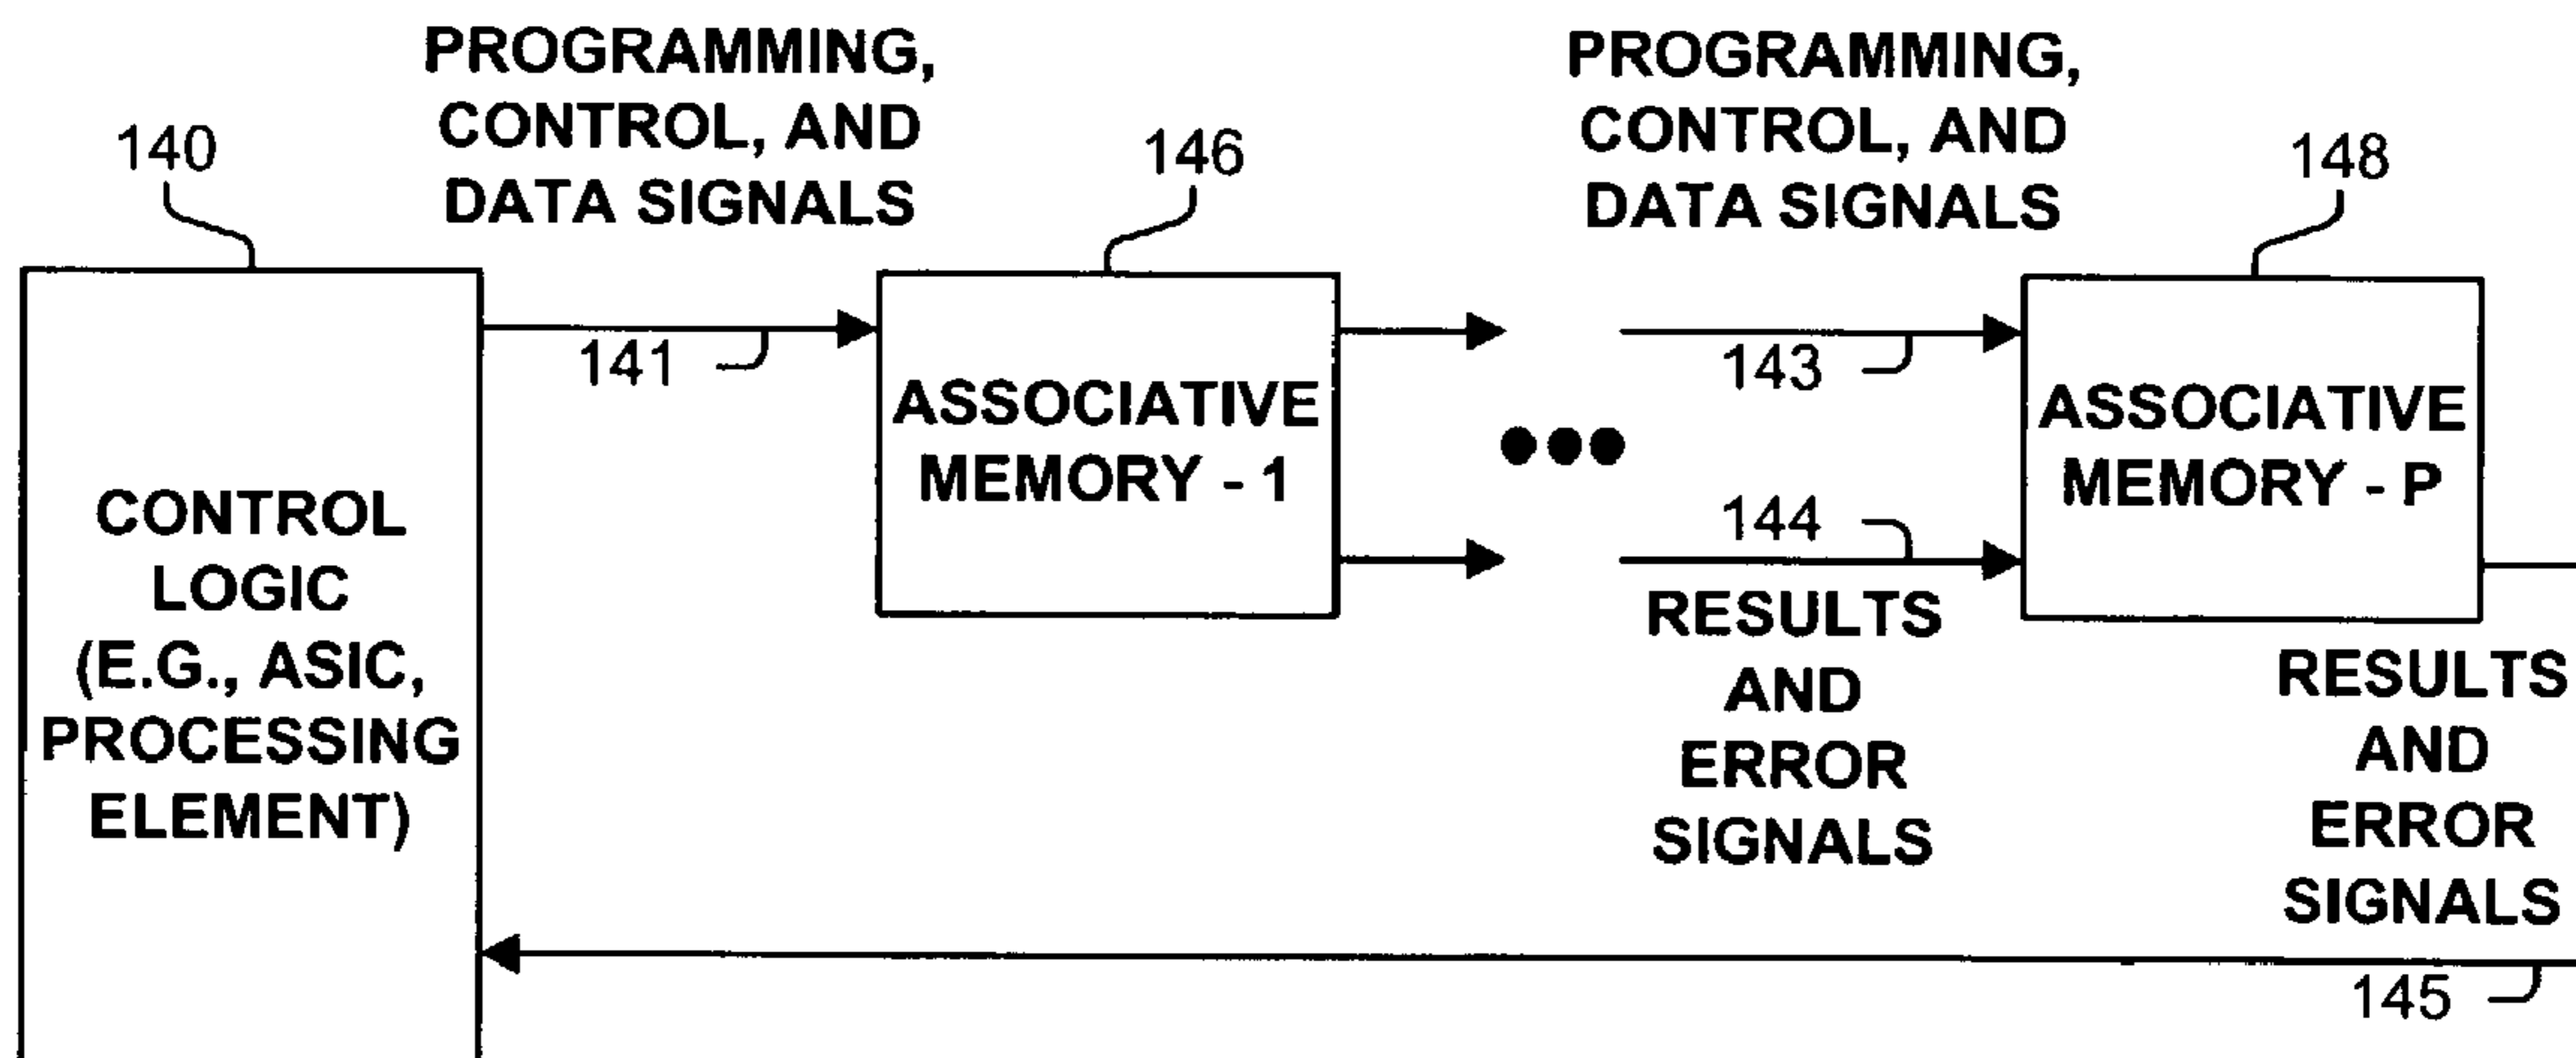 PROGRAMMING,
CONTROL, AND
DATA SIGNALS
PROGRAMMING,
CONTROL, AND
DATA SIGNALS
140
146
148
141
143
ASSOCIATIVE
MEMORY - 1
ASSOCIATIVE
MEMORY - P
CONTROL
LOGIC
(E.G., ASIC,
PROCESSING
ELEMENT)
144
RESULTS
AND
ERROR
SIGNALS
RESULTS
AND
ERROR
SIGNALS
145